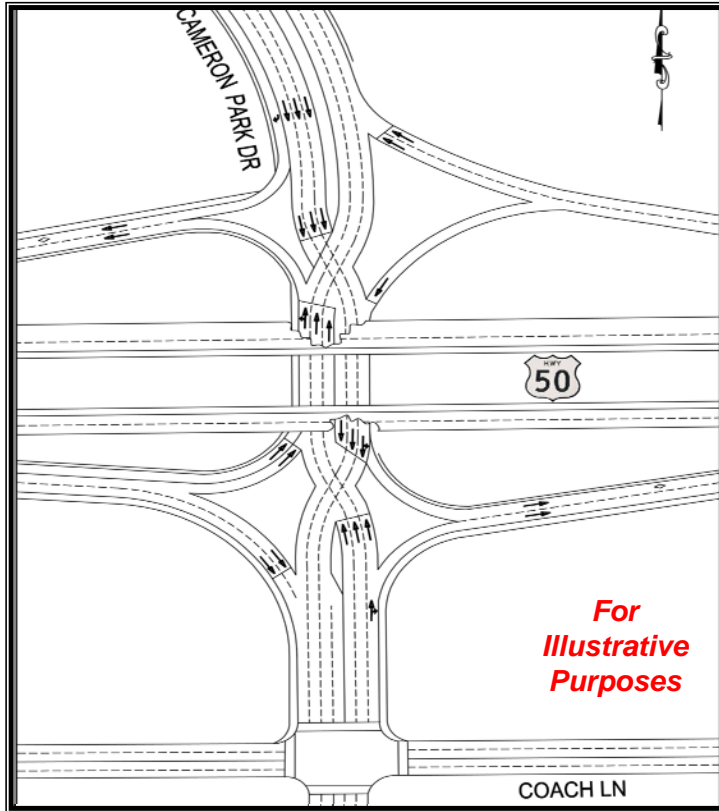 CAMERON PARK DR
HWY
50
For
Illustrative
Purposes
COACH LN